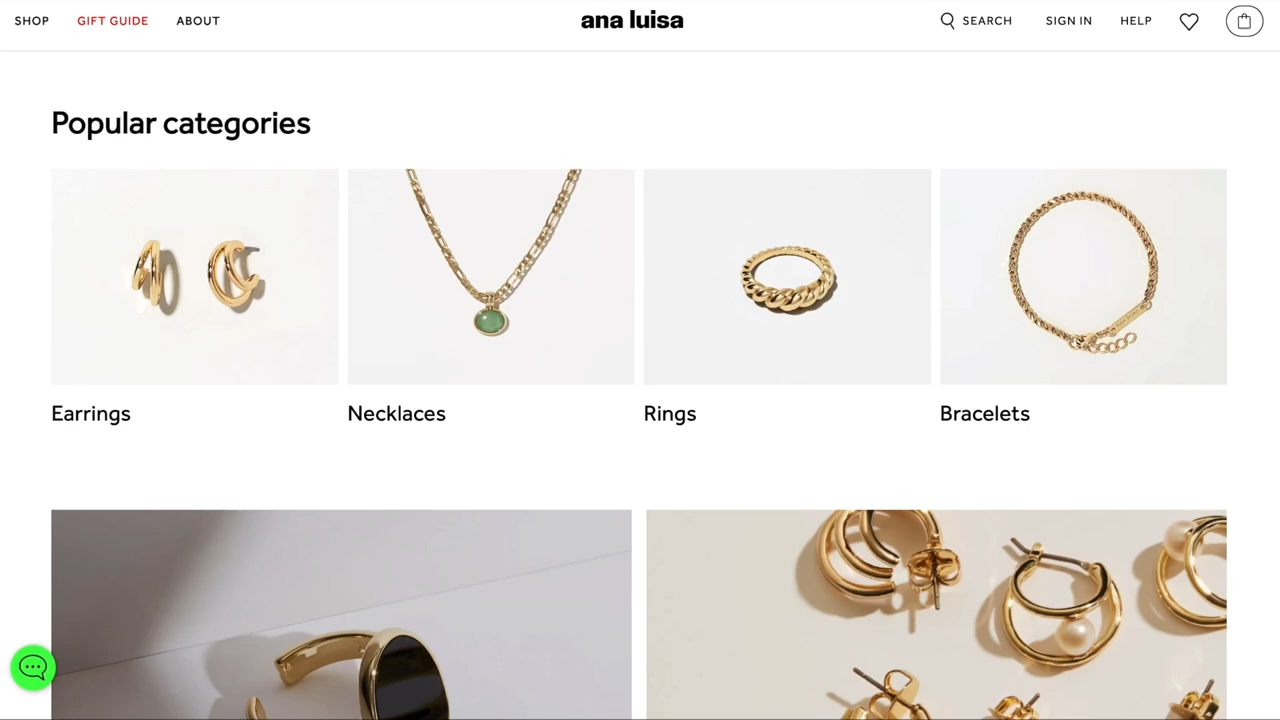 SHOP GIFT GUIDE ABOUT ana luisa SEARCH SIGN IN HELP
Popular categories
Earrings Necklaces Rings Bracelets